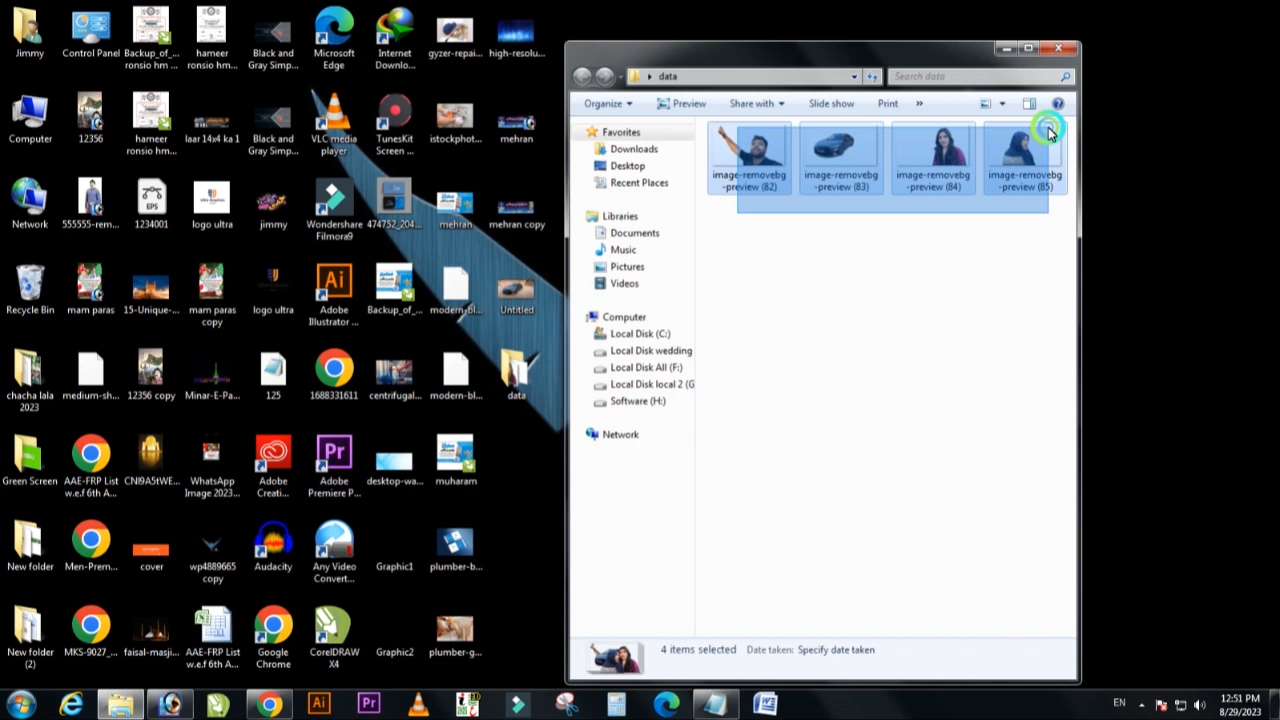 Jimmy
Control Panel
Backup_of_...
ronsio hm ...
hameer
ronsio hm...
Black and
Gray Simp...
Microsoft
Edge
Internet
Downlo...
gyzer-repai...
high-resolu...
Computer
12356
hameer
ronsio hm...
laar 14x4 ka 1
Black and
Gray Simp...
VLC media
player
TunesKit
Screen ...
istockphot...
mehran
Network
555555-rem...
1234001
logo ultra
jimmy
Wondershare
Filmora9
474752_204...
mehran
mehran copy
Recycle Bin
mam paras
15-Unique-...
mam paras
copy
logo ultra
Adobe
Illustrator ...
Backup_of_...
modern-bl...
Untitled
chacha lala
2023
medium-sh...
12356 copy
Minar-E-Pa...
125
1688331611
centrifugal...
modern-bl...
data
Green Screen
AAE-FRP List
w.e.f 6th A...
CNI9A5tWE...
WhatsApp
Image 2023...
Adobe
Creati...
Adobe
Premiere P...
desktop-wa...
muharam
New folder
Men-Prem...
cover
wp4889665
copy
Audacity
Any Video
Convert...
Graphic1
plumber-b...
New folder
(2)
MKS-9027_...
faisal-masji...
AAE-FRP List
w.e.f 6th A...
Google
Chrome
CorelDRAW
X4
Graphic2
plumber-g...
data
Search data
Organize
Preview
Share with
Slide show
Print
»
Favorites
Downloads
Desktop
Recent Places
Libraries
Documents
Music
Pictures
Videos
Computer
Local Disk (C:)
Local Disk wedding
Local Disk All (F:)
Local Disk local 2 (G
Software (H:)
Network
image-removebg
-preview (82)
image-removebg
-preview (83)
image-removebg
-preview (84)
image-removebg
-preview (85)
4 items selected Date taken: Specify date taken
EN
12:51 PM
8/29/2023